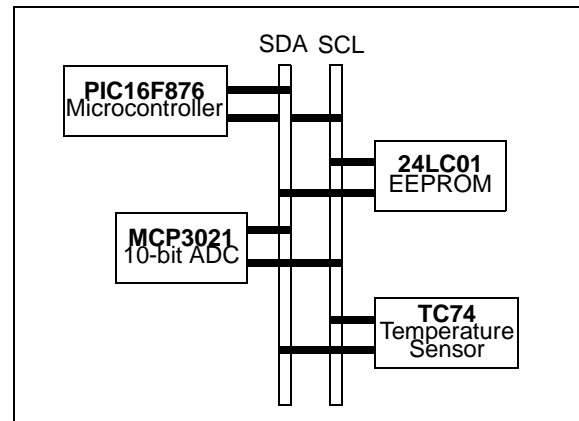 SDA SCL
PIC16F876
Microcontroller
24LC01
EEPROM
MCP3021
10-bit ADC
TC74
Temperature
Sensor